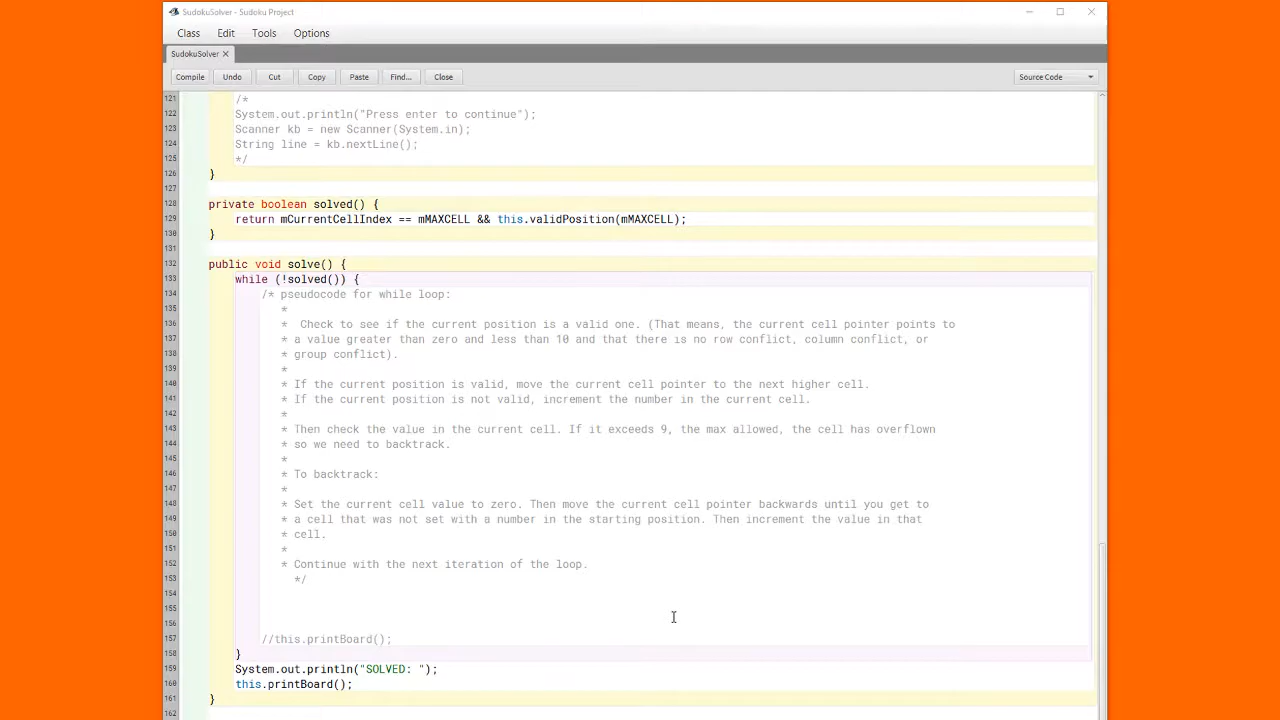 SudokuSolver - Sudoku Project
Class Edit Tools Options
SudokuSolver ×
Compile Undo Cut Copy Paste Find... Close Source Code
121 /*
122 System.out.println("Press enter to continue");
123 Scanner kb = new Scanner(System.in);
124 String line = kb.nextLine();
125 */
126 }
127
128 private boolean solved() {
129 return mCurrentCellIndex == mMAXCELL && this.validPosition(mMAXCELL);
130 }
131
132 public void solve() {
133 while (!solved()) {
134 /* pseudocode for while loop:
135 *
136 * Check to see if the current position is a valid one. (That means, the current cell pointer points to
137 * a value greater than zero and less than 10 and that there is no row conflict, column conflict, or
138 * group conflict).
139 *
140 * If the current position is valid, move the current cell pointer to the next higher cell.
141 * If the current position is not valid, increment the number in the current cell.
142 *
143 * Then check the value in the current cell. If it exceeds 9, the max allowed, the cell has overflown
144 * so we need to backtrack.
145 *
146 * To backtrack:
147 *
148 * Set the current cell value to zero. Then move the current cell pointer backwards until you get to
149 * a cell that was not set with a number in the starting position. Then increment the value in that
150 * cell.
151 *
152 * Continue with the next iteration of the loop.
153 */
154
155
156
157 //this.printBoard();
158 }
159 System.out.println("SOLVED: ");
160 this.printBoard();
161 }
162